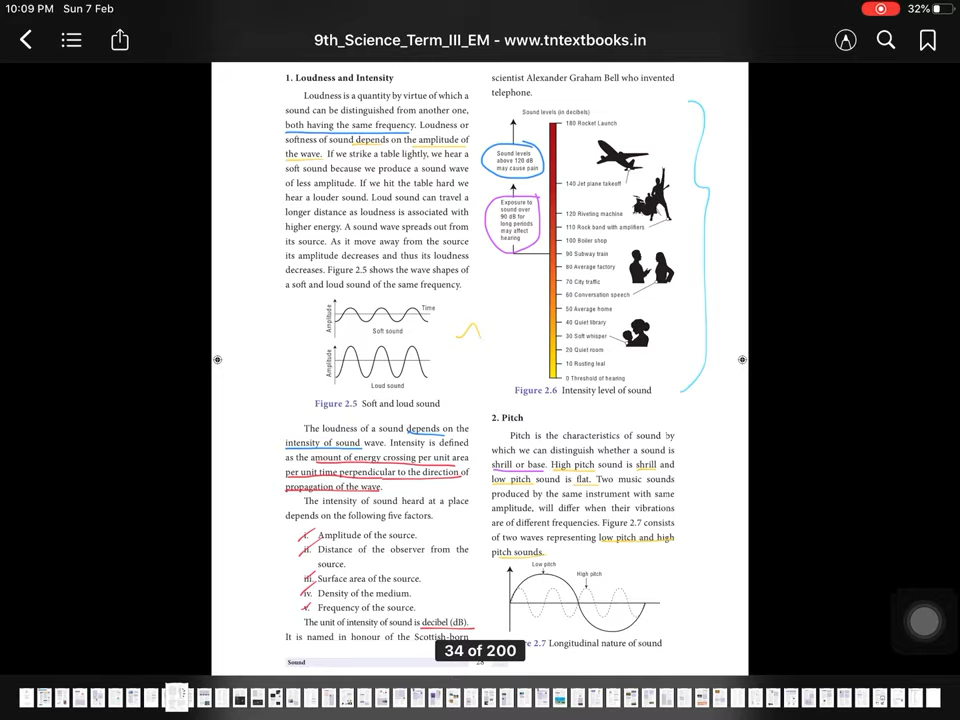 10:09 PM Sun 7 Feb
32%
9th_Science_Term_III_EM - www.tntextbooks.in
1. Loudness and Intensity
Loudness is a quantity by virtue of which a
sound can be distinguished from another one,
both having the same frequency. Loudness or
softness of sound depends on the amplitude of
the wave. If we strike a table lightly, we hear a
soft sound because we produce a sound wave
of less amplitude. If we hit the table hard we
hear a louder sound. Loud sound can travel a
longer distance as loudness is associated with
higher energy. A sound wave spreads out from
its source. As it move away from the source
its amplitude decreases and thus its loudness
decreases. Figure 2.5 shows the wave shapes of
a soft and loud sound of the same frequency.
Amplitude
Time
Soft sound
Amplitude
Loud sound
Figure 2.5 Soft and loud sound
The loudness of a sound depends on the
intensity of sound wave. Intensity is defined
as the amount of energy crossing per unit area
per unit time perpendicular to the direction of
propagation of the wave.
The intensity of sound heard at a place
depends on the following five factors.
i. Amplitude of the source.
ii. Distance of the observer from the
source.
iii. Surface area of the source.
iv. Density of the medium.
v. Frequency of the source.
The unit of intensity of sound is decibel (dB).
It is named in honour of the Scottish-born
Sound
scientist Alexander Graham Bell who invented
telephone.
Sound levels (in decibels)
180 Rocket Launch
Sound levels
above 120 dB
may cause pain
140 Jet plane takeoff
Exposure to
sound over
90 dB for
long periods
may affect
hearing
120 Riveting machine
110 Rock band with amplifiers
100 Boiler shop
90 Subway train
80 Average factory
70 City traffic
60 Conversation speech
50 Average home
40 Quiet library
30 Soft whisper
20 Quiet room
10 Rusting leal
0 Threshold of hearing
Figure 2.6 Intensity level of sound
2. Pitch
Pitch is the characteristics of sound by
which we can distinguish whether a sound is
shrill or base. High pitch sound is shrill and
low pitch sound is flat. Two music sounds
produced by the same instrument with same
amplitude, will differ when their vibrations
are of different frequencies. Figure 2.7 consists
of two waves representing low pitch and high
pitch sounds.
Low pitch
High pitch
2.7 Longitudinal nature of sound
34 of 200